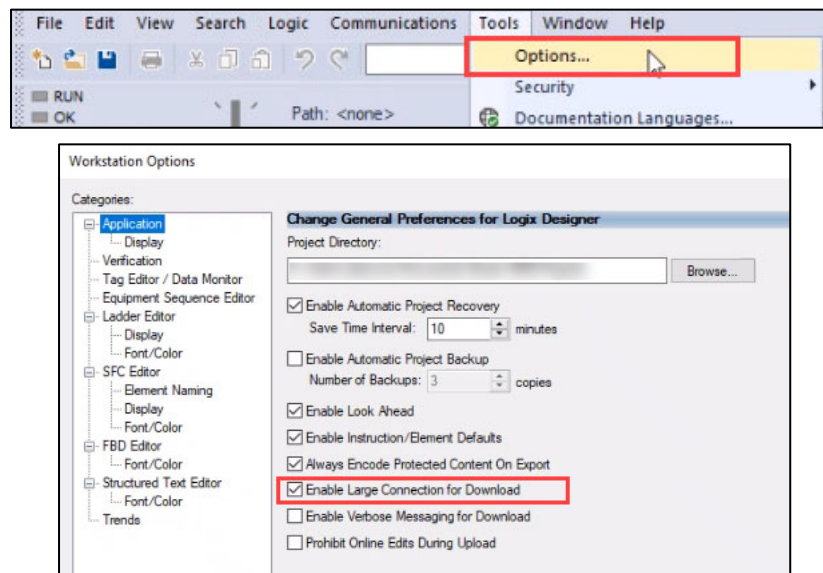 File Edit View Search Logic Communications Tools Window Help
Options...
RUN
Security
OK
Path: <none>
Documentation Languages...
Workstation Options
Categories:
Application
Display
Verification
Tag Editor / Data Monitor
Equipment Sequence Editor
Ladder Editor
Display
Font/Color
SFC Editor
Element Naming
Display
Font/Color
FBD Editor
Font/Color
Structured Text Editor
Font/Color
Trends
Change General Preferences for Logix Designer
Project Directory:
Browse...
Enable Automatic Project Recovery
Save Time Interval: 10 minutes
Enable Automatic Project Backup
Number of Backups: 3 copies
Enable Look Ahead
Enable Instruction/Element Defaults
Always Encode Protected Content On Export
Enable Large Connection for Download
Enable Verbose Messaging for Download
Prohibit Online Edits During Upload